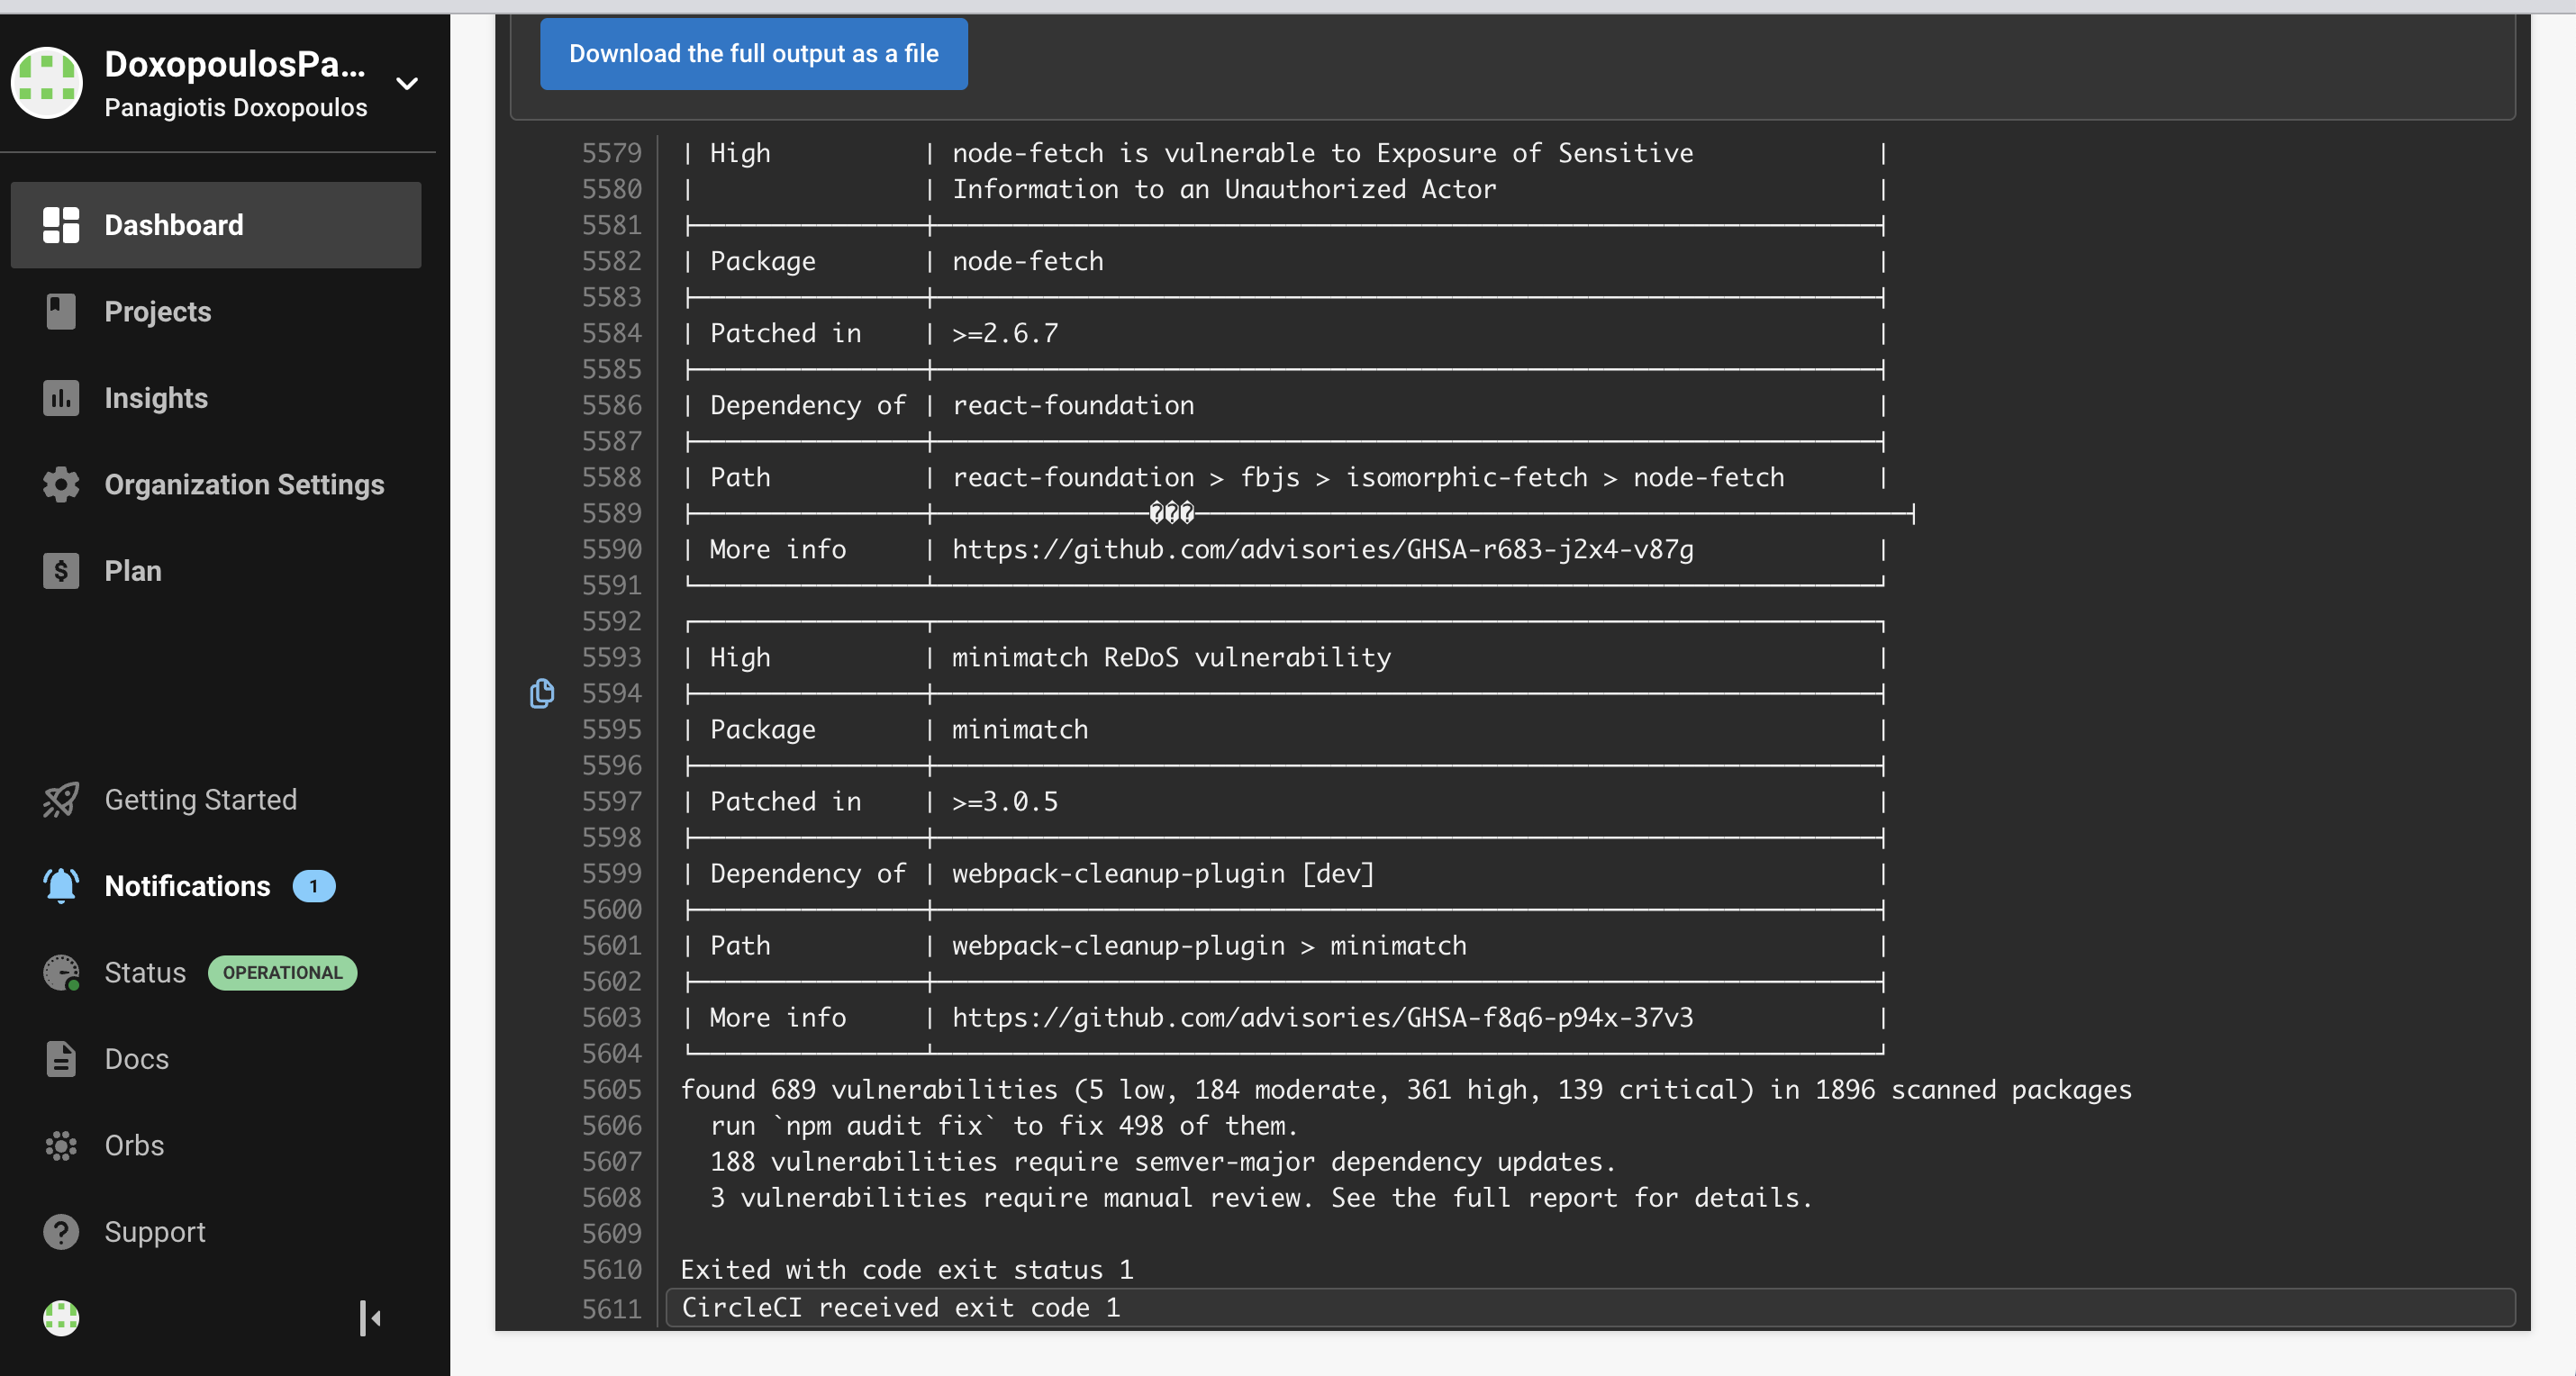 DoxopoulosPa...
Panagiotis Doxopoulos
Dashboard
Projects
Insights
Organization Settings
Plan
Getting Started
Notifications 1
Status OPERATIONAL
Docs
Orbs
Support
Download the full output as a file
5579 | High | node-fetch is vulnerable to Exposure of Sensitive |
5580 | | Information to an Unauthorized Actor |
5581
5582 | Package | node-fetch |
5583
5584 | Patched in | >=2.6.7 |
5585
5586 | Dependency of | react-foundation |
5587
5588 | Path | react-foundation > fbjs > isomorphic-fetch > node-fetch |
5589 ���
5590 | More info | https://github.com/advisories/GHSA-r683-j2x4-v87g |
5591
5592
5593 | High | minimatch ReDoS vulnerability |
5594
5595 | Package | minimatch |
5596
5597 | Patched in | >=3.0.5 |
5598
5599 | Dependency of | webpack-cleanup-plugin [dev] |
5600
5601 | Path | webpack-cleanup-plugin > minimatch |
5602
5603 | More info | https://github.com/advisories/GHSA-f8q6-p94x-37v3 |
5604
5605 found 689 vulnerabilities (5 low, 184 moderate, 361 high, 139 critical) in 1896 scanned packages
5606 run `npm audit fix` to fix 498 of them.
5607 188 vulnerabilities require semver-major dependency updates.
5608 3 vulnerabilities require manual review. See the full report for details.
5609
5610 Exited with code exit status 1
5611 CircleCI received exit code 1